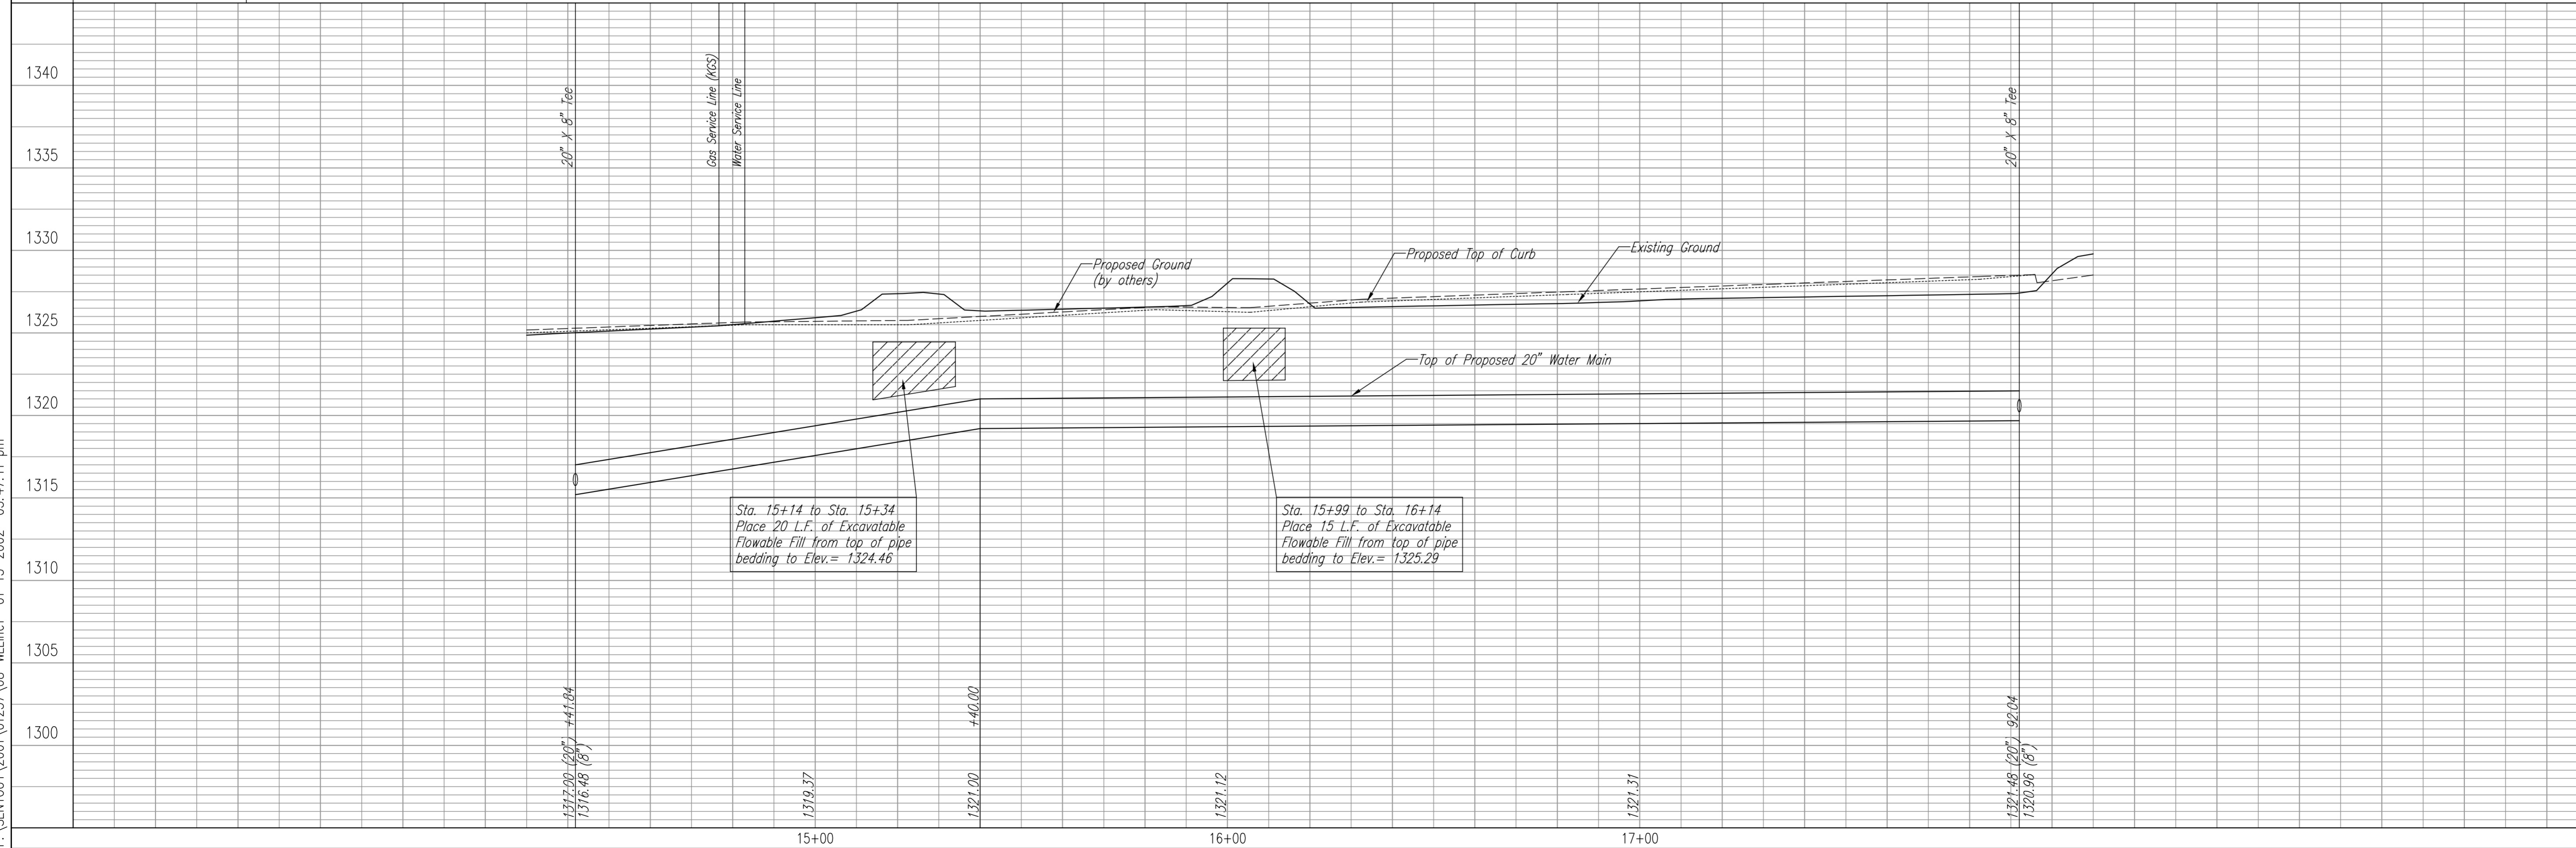 1340
1335
1330
1325
1320
1315
1310
1305
1300
20" X 8" Tee
Gas Service Line (KGS)
Water Service Line
20" X 8" Tee
Proposed Ground
(by others)
Proposed Top of Curb
Existing Ground
Top of Proposed 20" Water Main
Sta. 15+14 to Sta. 15+34
Place 20 L.F. of Excavatable
Flowable Fill from top of pipe
bedding to Elev.= 1324.46
Sta. 15+99 to Sta. 16+14
Place 15 L.F. of Excavatable
Flowable Fill from top of pipe
bedding to Elev.= 1325.29
1317.00 (20") +41.84
1316.48 (8")
1319.37
+40.00
1321.00
1321.12
1321.31
1321.48 (20") 92.04
1320.96 (8")
15+00
16+00
17+00